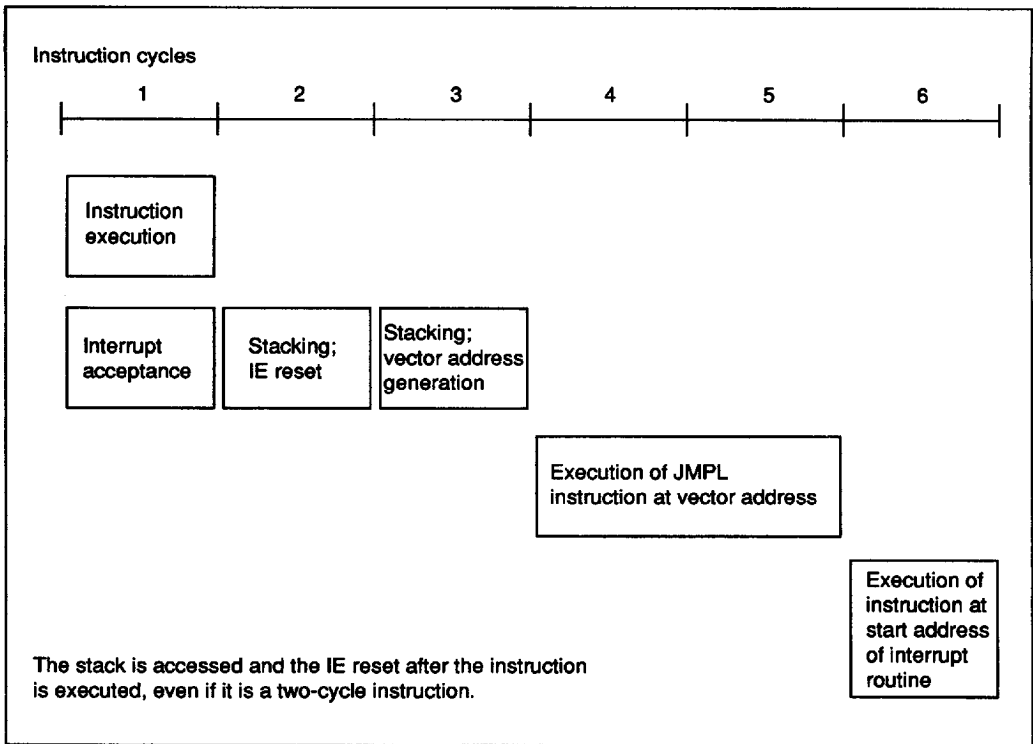 Instruction cycles
1 2 3 4 5 6
Instruction
execution
Interrupt
acceptance
Stacking;
IE reset
Stacking;
vector address
generation
Execution of JMPL
instruction at vector address
Execution of
instruction at
start address
of interrupt
routine
The stack is accessed and the IE reset after the instruction
is executed, even if it is a two-cycle instruction.